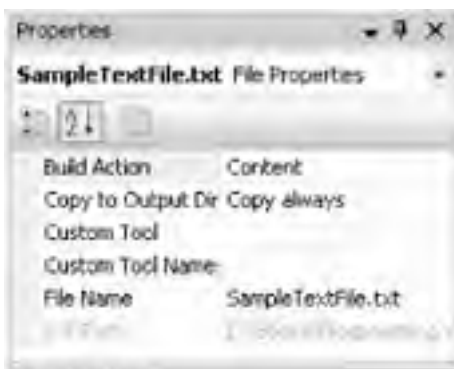 Properties
SampleTextFile.txt File Properties
Build Action Content
Copy to Output Dir Copy always
Custom Tool
Custom Tool Name
File Name SampleTextFile.txt